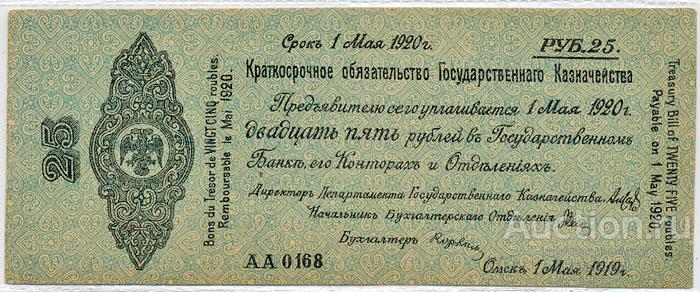 Срокъ 1 Мая 1920 г.
РУБ. 25.
Краткосрочное обязательство Государственнаго Казначейства
Предъявителю сего уплачивается 1 Мая 1920 г.
двадцать пять рублей въ Государственномъ
Банкѣ, его Конторахъ и Отдѣленіяхъ.
Директоръ Департамента Государственнаго Казначейства
Начальникъ Бухгалтерскаго Отдѣленія
Бухгалтеръ
АА 0168
Омскъ 1 Мая 1919 г.
25
Bons du Tresor de VINGT CINQ roubles.
Remboursable le Mai 1920.
Treasury Bill of TWENTY FIVE roubles.
Payable on 1 May 1920
Auction.ru